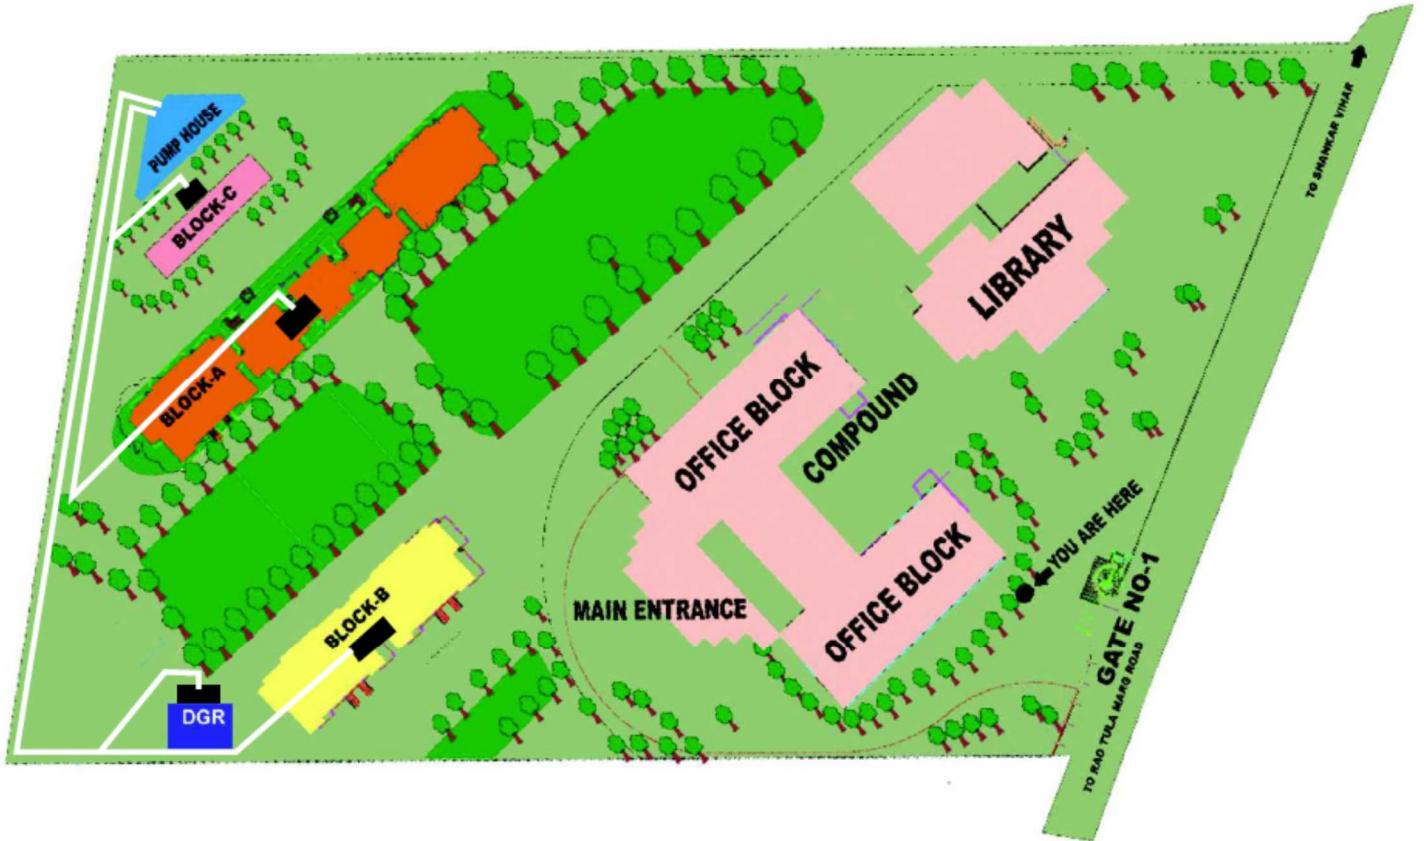 PUMP HOUSE
BLOCK-C
TO SHANKAR VIHAR
LIBRARY
BLOCK-A
OFFICE BLOCK
COMPOUND
YOU ARE HERE
BLOCK-B
MAIN ENTRANCE
OFFICE BLOCK
GATE NO-1
DGR
TO RAO TULA MARG ROAD